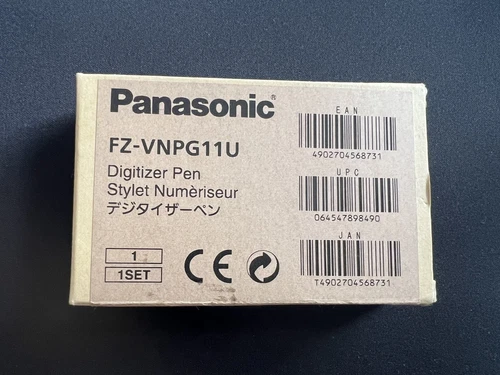 Panasonic®
FZ-VNPG11U
Digitizer Pen
Stylet Numèriseur
デジタイザーペン
1
1SET
CE
EAN
4902704568731
UPC
064547898490
JAN
T4902704568731